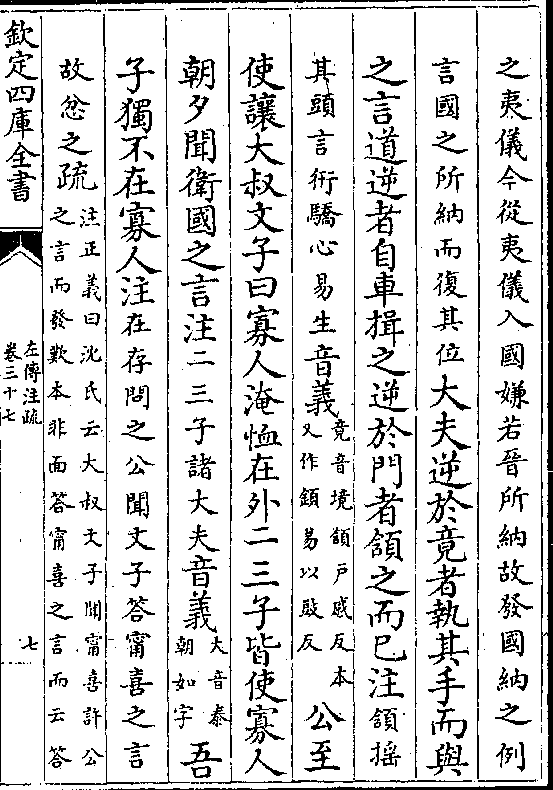 之夷儀今從夷儀入國嫌若晉所納故發國納之例
言國之所納而復其位大夫逆於竟者執其手而與
之言道逆者自車揖之逆於門者頷之而已注頷搖
其頭言衎驕心易生音義竟音境頷戶感反本
又作頜易以豉反公至
使讓大叔文子曰寡人淹恤在外二三子皆使寡人
朝夕聞衛國之言注二三子諸大夫音義大音泰
朝如字吾
子獨不在寡人注在存問之公聞文子答甯喜之言
故忿之疏注正義曰沈氏云大叔文子聞甯喜許公
之言而發歎本非面答甯喜之言而云答
欽定四庫全書
左傳注疏
卷三十七
七